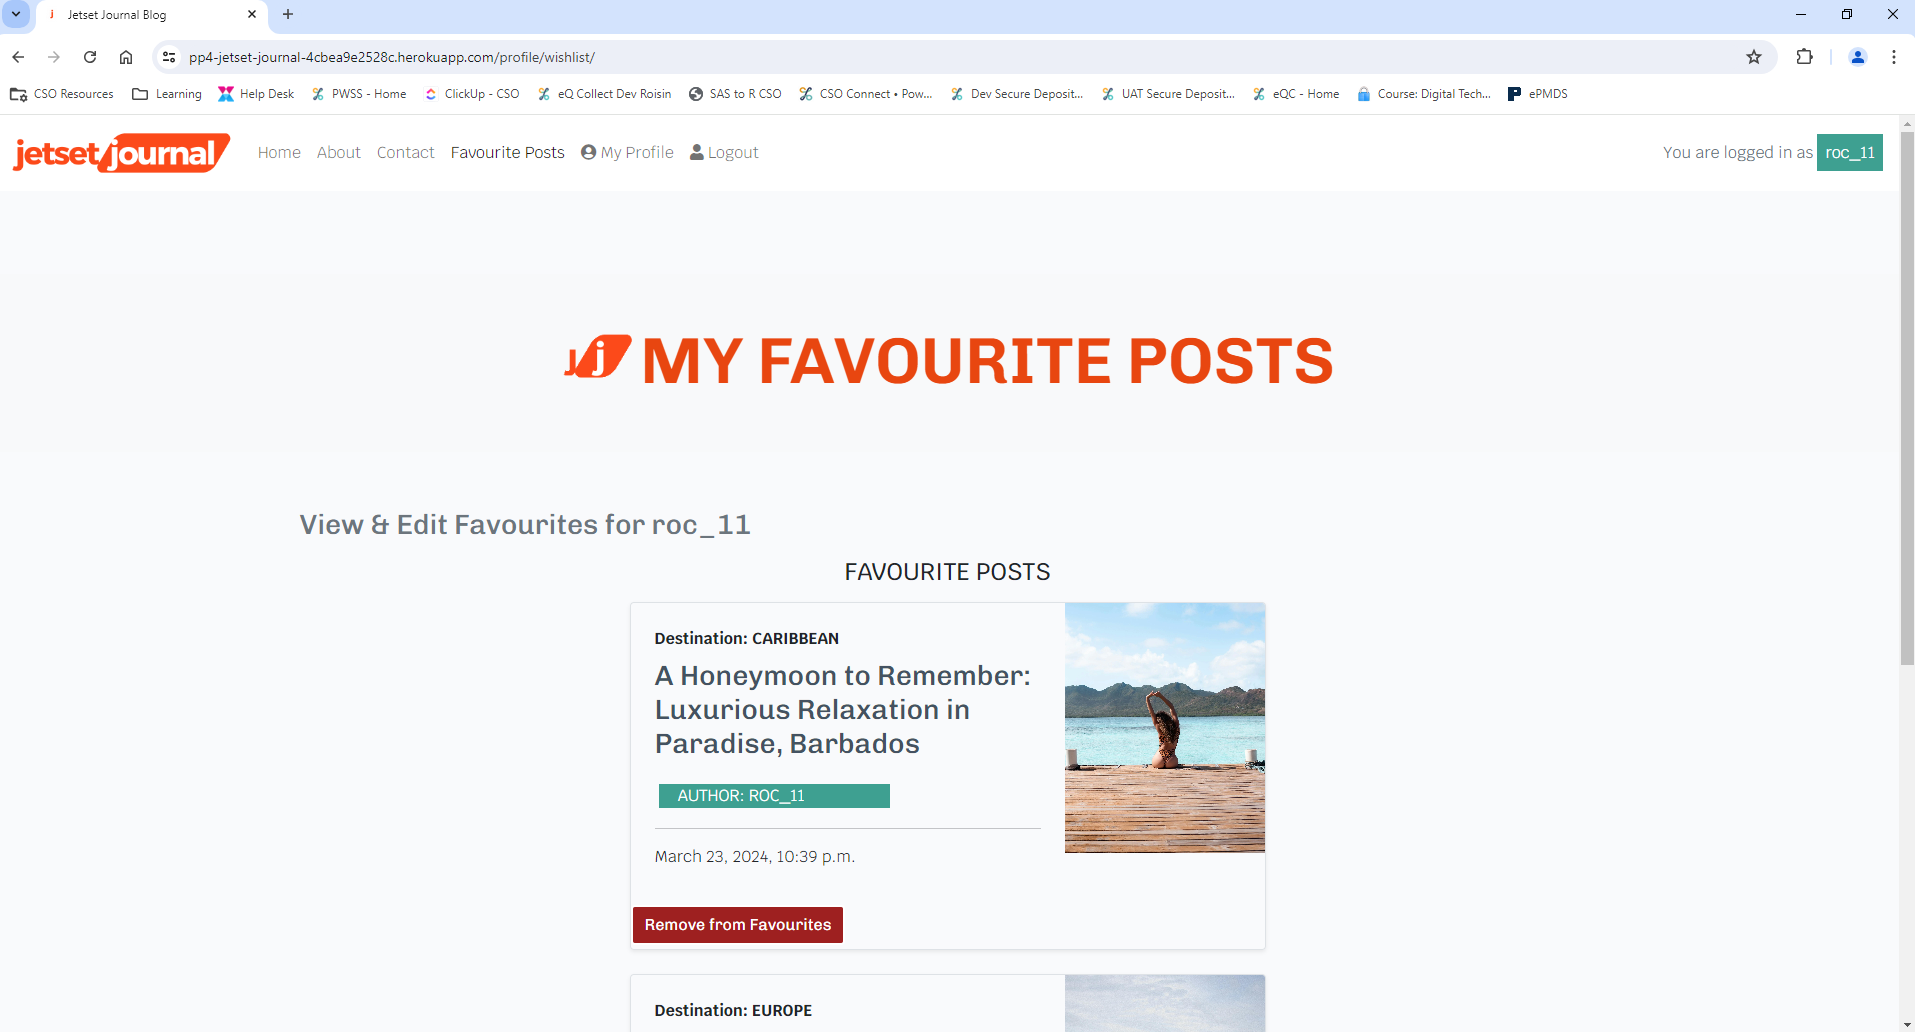 Jetset Journal Blog
pp4-jetset-journal-4cbea9e2528c.herokuapp.com/profile/wishlist/
CSO Resources Learning Help Desk PWSS - Home ClickUp - CSO eQ Collect Dev Roisin SAS to R CSO CSO Connect • Pow... Dev Secure Deposit... UAT Secure Deposit... eQC - Home Course: Digital Tech... ePMDS
jetset journal Home About Contact Favourite Posts My Profile Logout You are logged in as roc_11
Jj MY FAVOURITE POSTS
View & Edit Favourites for roc_11
FAVOURITE POSTS
Destination: CARIBBEAN
A Honeymoon to Remember:
Luxurious Relaxation in
Paradise, Barbados
AUTHOR: ROC_11
March 23, 2024, 10:39 p.m.
Remove from Favourites
Destination: EUROPE